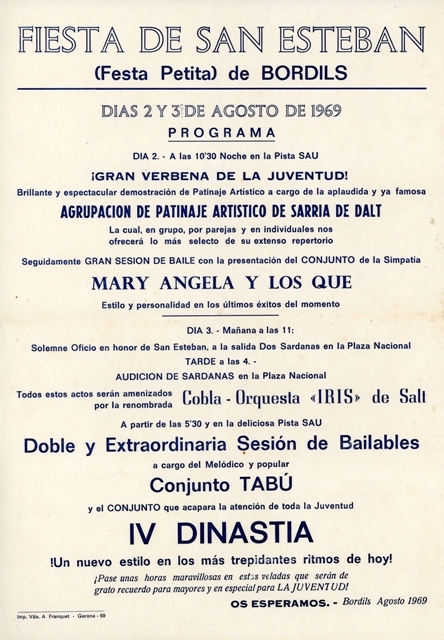 FIESTA DE SAN ESTEBAN
(Festa Petita) de BORDILS
DIAS 2 Y 3 DE AGOSTO DE 1969
PROGRAMA
DIA 2. - A las 10'30 Noche en la Pista SAU
¡GRAN VERBENA DE LA JUVENTUD!
Brillante y espectacular demostración de Patinaje Artístico a cargo de la aplaudida y ya famosa
AGRUPACION DE PATINAJE ARTISTICO DE SARRIA DE DALT
La cual, en grupo, por parejas y en individuales nos
ofrecerá lo más selecto de su extenso repertorio
Seguidamente GRAN SESION DE BAILE con la presentación del CONJUNTO de la Simpatía
MARY ANGELA Y LOS QUE
Estilo y personalidad en los últimos éxitos del momento
DIA 3. - Mañana a las 11:
Solemne Oficio en honor de San Esteban, a la salida Dos Sardanas en la Plaza Nacional
TARDE a las 4. -
AUDICION DE SARDANAS en la Plaza Nacional
Todos estos actos serán amenizados
por la renombrada
Cobla - Orquesta «IRIS» de Salt
A partir de las 5'30 y en la deliciosa Pista SAU
Doble y Extraordinaria Sesión de Bailables
a cargo del Melódico y popular
Conjunto TABÚ
y el CONJUNTO que acapara la atención de toda la Juventud
IV DINASTIA
!Un nuevo estilo en los más trepidantes ritmos de hoy!
¡Pase unas horas maravillosas en estas veladas que serán de
grato recuerdo para mayores y en especial para LA JUVENTUD!
OS ESPERAMOS. - Bordils Agosto 1969
Imp. Vda. A. Franquet - Gerona - 69